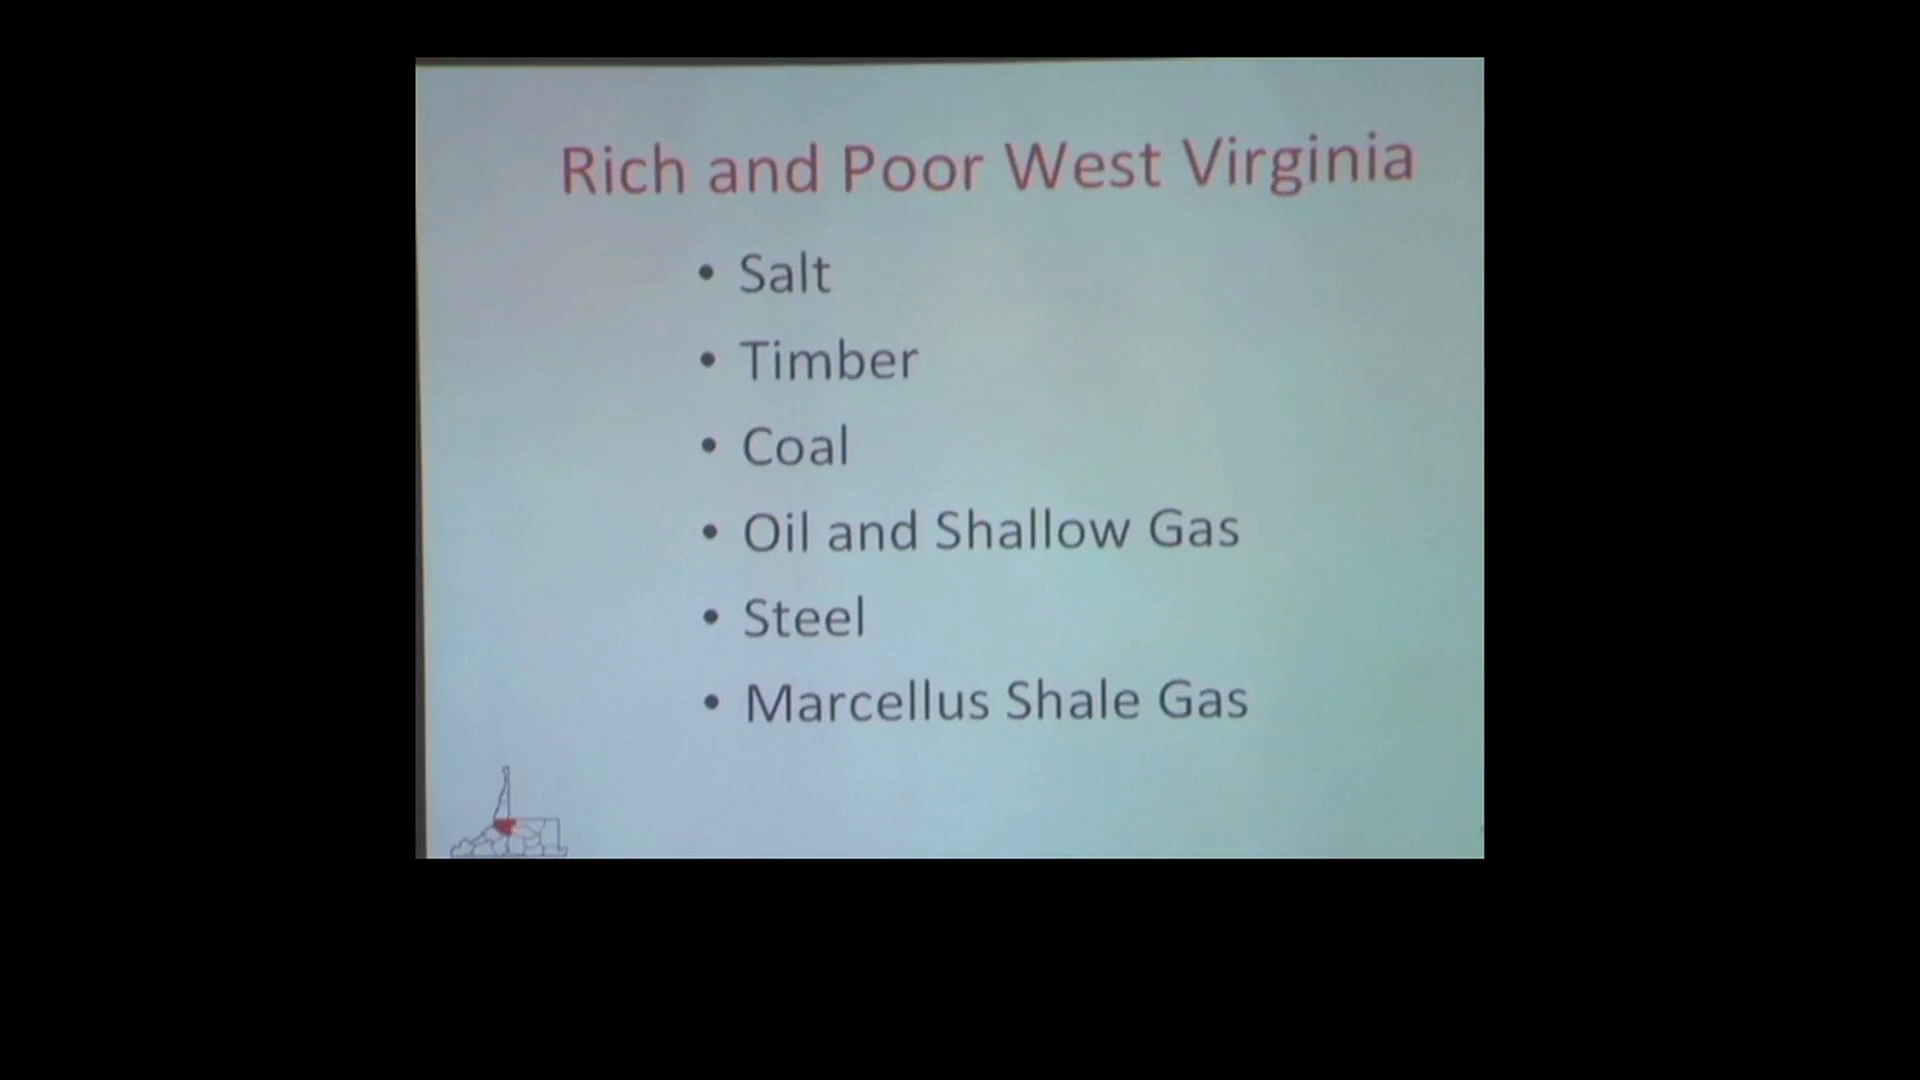 Rich and Poor West Virginia
• Salt
• Timber
• Coal
• Oil and Shallow Gas
• Steel
• Marcellus Shale Gas